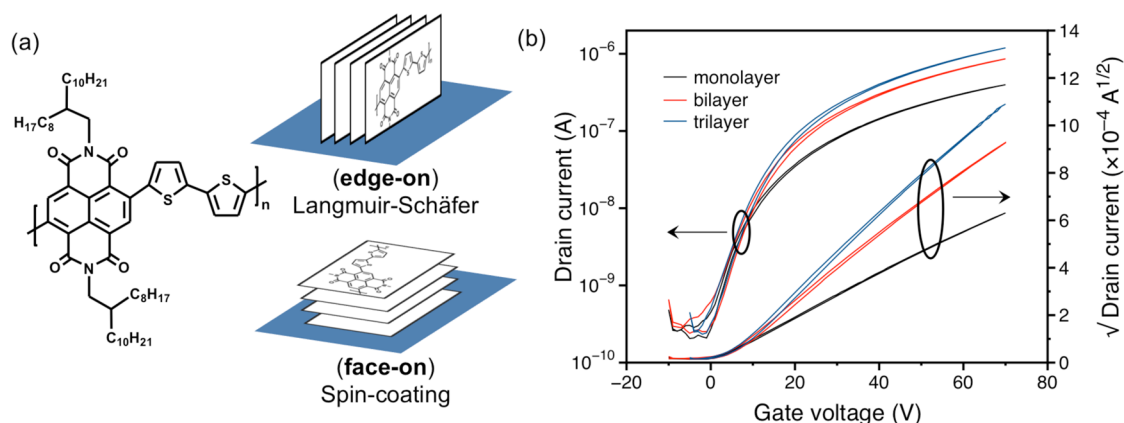 (a)
C₁₀H₂₁
H₁₇C₈
N
O
O
S
S
n
O
O
N
C₈H₁₇
C₁₀H₂₁
(edge-on)
Langmuir-Schäfer
(face-on)
Spin-coating
(b)
Drain current (A)
10⁻⁶
10⁻⁷
10⁻⁸
10⁻⁹
10⁻¹⁰
monolayer
bilayer
trilayer
−20
0
20
40
60
80
Gate voltage (V)
14
12
10
8
6
4
2
0
√Drain current (×10⁻⁴ A¹ᐟ²)